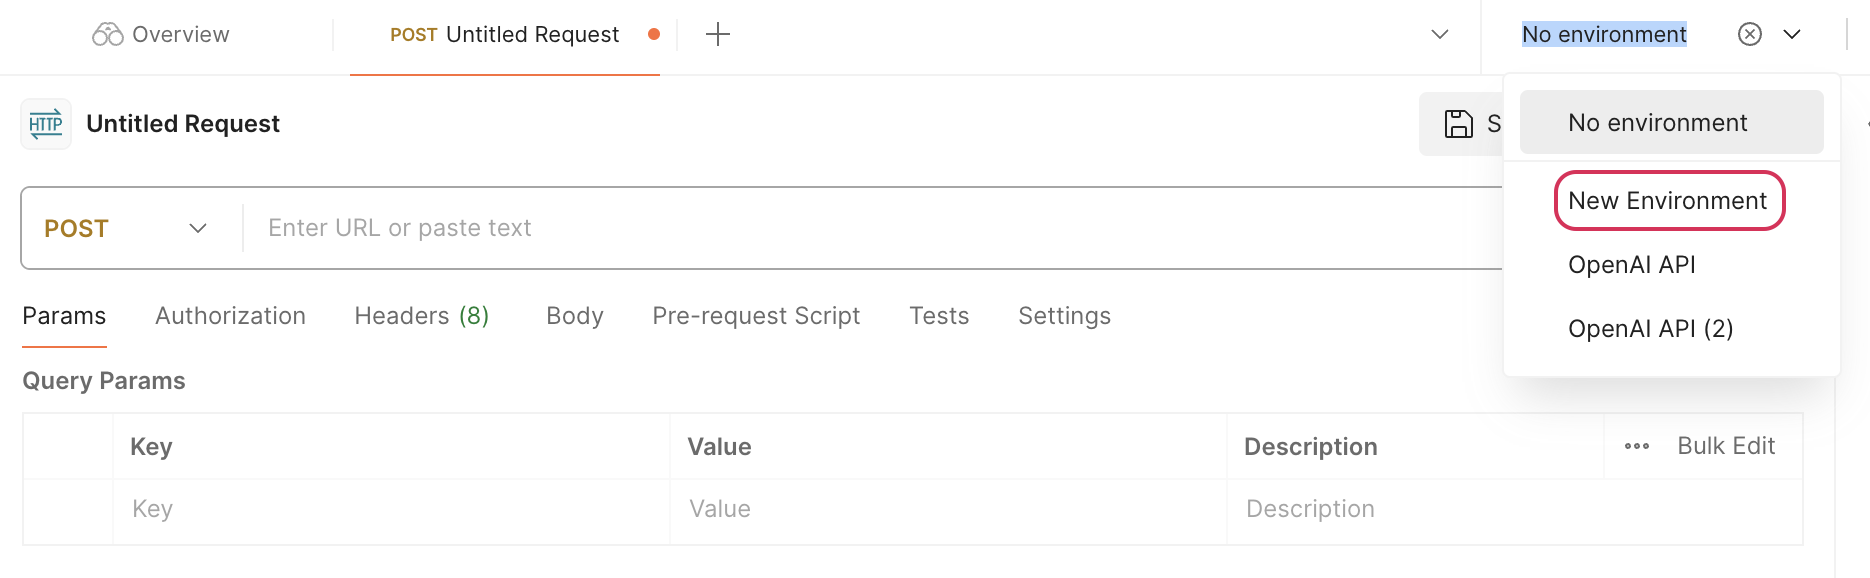 Overview
POST Untitled Request
No environment
HTTP Untitled Request
S
No environment
New Environment
OpenAI API
OpenAI API (2)
POST Enter URL or paste text
Params Authorization Headers (8) Body Pre-request Script Tests Settings
Query Params
Key Value Description Bulk Edit
Key Value Description